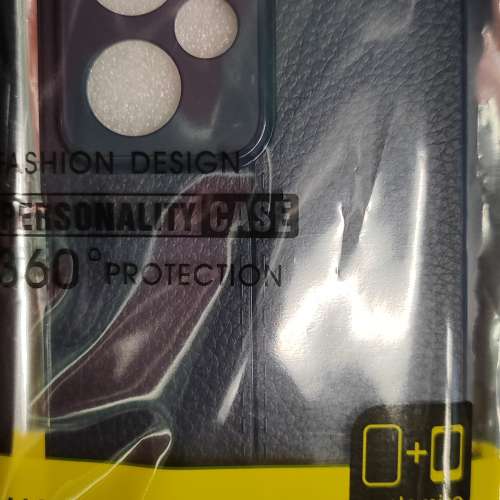 FASHION DESIGN
PERSONALITY CASE
360° PROTECTION
+